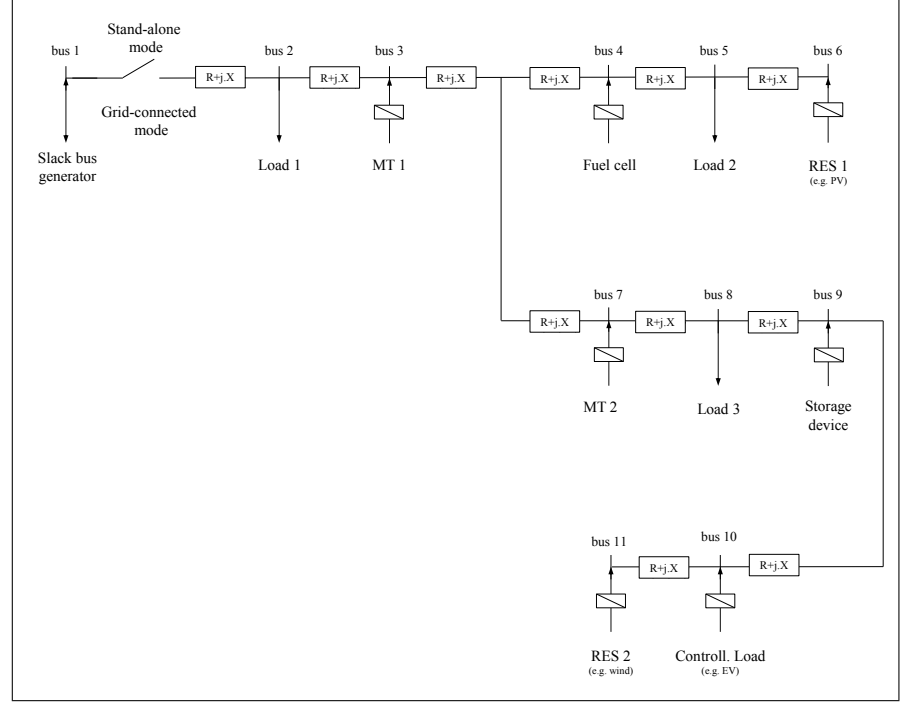 Stand-alone
mode
bus 1
bus 2
bus 3
bus 4
bus 5
bus 6
R+j.X
R+j.X
R+j.X
R+j.X
R+j.X
R+j.X
Grid-connected
mode
Slack bus
generator
Load 1
MT 1
Fuel cell
Load 2
RES 1
(e.g. PV)
bus 7
bus 8
bus 9
R+j.X
R+j.X
R+j.X
MT 2
Load 3
Storage
device
bus 11
bus 10
R+j.X
R+j.X
RES 2
(e.g. wind)
Controll. Load
(e.g. EV)